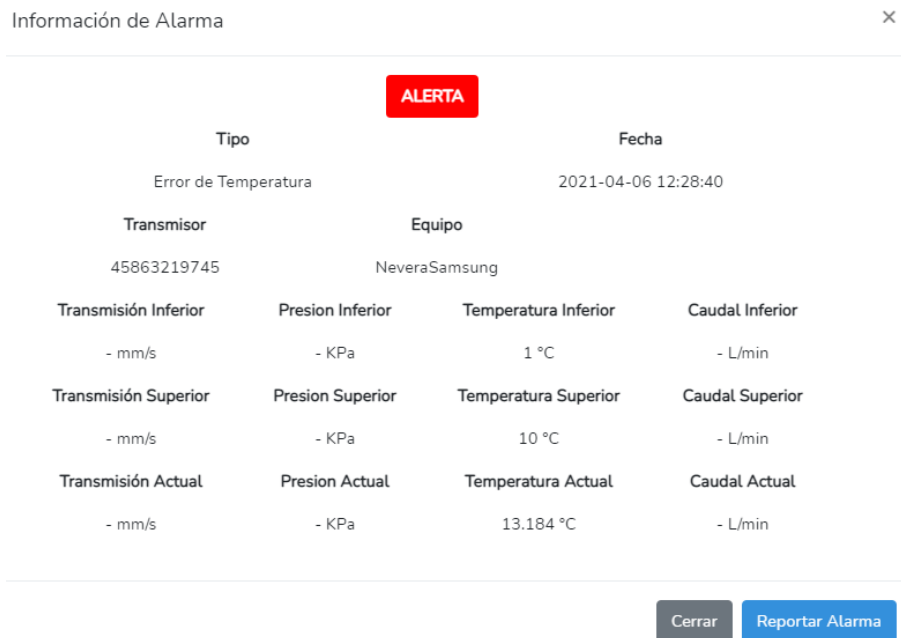 Información de Alarma ×
ALERTA
Tipo Fecha
Error de Temperatura 2021-04-06 12:28:40
Transmisor Equipo
45863219745 NeveraSamsung
Transmisión Inferior Presion Inferior Temperatura Inferior Caudal Inferior
- mm/s - KPa 1 °C - L/min
Transmisión Superior Presion Superior Temperatura Superior Caudal Superior
- mm/s - KPa 10 °C - L/min
Transmisión Actual Presion Actual Temperatura Actual Caudal Actual
- mm/s - KPa 13.184 °C - L/min
Cerrar Reportar Alarma